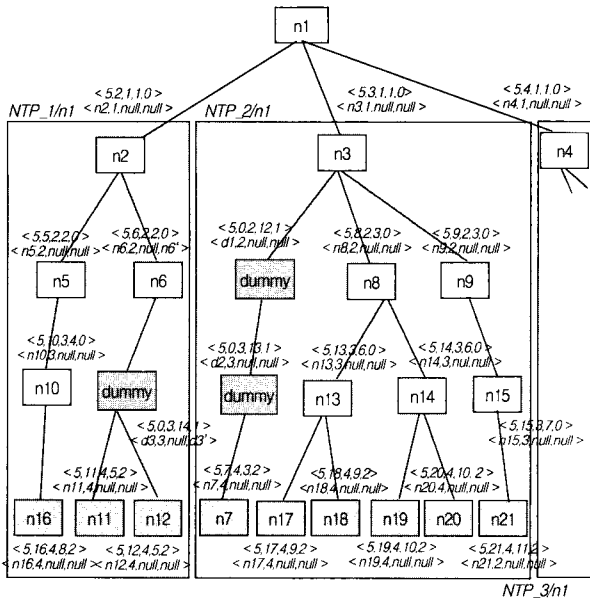 n1
< 5.2,1,1.0>
< n2,1,null,null>
< 5.3.1,1.0>
< n3.1,null,null>
< 5.4.1,1.0>
< n4.1, null,null>
NTP_1/n1
NTP_2/n1
n2
n3
n4
< 5,5,2,2.0>
< n5.2,null,null>
< 5,6,2,2.0>
< n6.2,null,n6'
< 5.0.2.12.1>
< d1,2,null,null>
< 5.8.2.3.0>
< n8,2,null,null>
< 5.9.2.3.0>
< n9.2,null,null>
n5
n6
dummy
n8
n9
< 5,10,3.4.0>
< n10,3,null,null>
< 5.0.3.13.1>
< d2,3,null,null>
< 5,13,3.6.0>
< n13,3,null,null>
< 5,14,3.6.0>
< n14,3, null,null>
n10
dummy
dummy
n13
n14
n15
< 5,0,3.14.1>
< d3,3,null,d3'
< 5,15,3,7,0>
< n15,3,null,null>
< 5,11,4,5,2>
< n11,4,null,null>
< 5,7,4,3.2>
< n7,4,null,null>
< 5,18,4,9.2>
< n18.4,null,null>
< 5,20,4.10.2>
< n20.4, null,null>
n16
n11
n12
n7
n17
n18
n19
n20
n21
< 5,16,4,8.2>
< n16.4,null,null>
< 5,12,4,5.2>
< n12,4,null,null>
< 5,17,4,9.2>
< n17,4,null,null>
< 5.19,4.10.2>
< n19.4, null,null>
< 5.21.4.11.2>
< n21.2, null,null>
NTP_3/n1